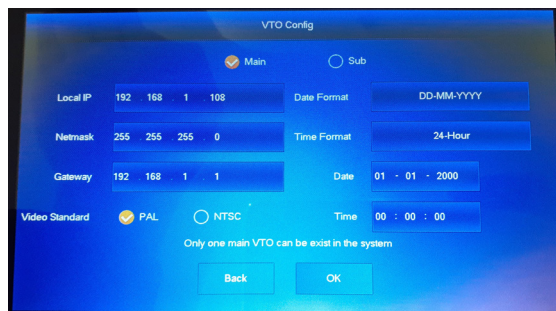 VTO Config
Main Sub
Local IP 192 . 168 . 1 . 108 Date Format DD-MM-YYYY
Netmask 255 . 255 . 255 . 0 Time Format 24-Hour
Gateway 192 . 168 . 1 . 1 Date 01 - 01 - 2000
Video Standard PAL NTSC Time 00 : 00 : 00
Only one main VTO can be exist in the system
Back OK